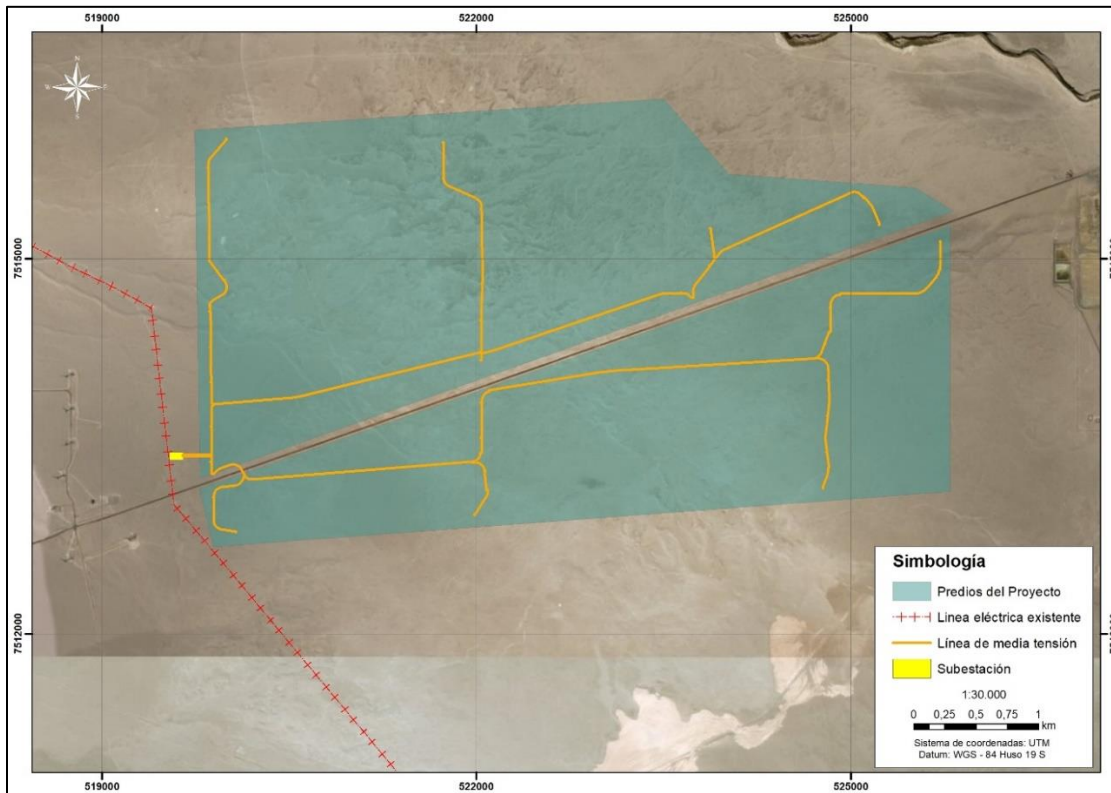 519000 522000 525000
N
7515000
7512000
Simbología
Predios del Proyecto
Linea eléctrica existente
Línea de media tensión
Subestación
1:30.000
0 0,25 0,5 0,75 1
km
Sistema de coordenadas: UTM
Datum: WGS - 84 Huso 19 S
519000 522000 525000